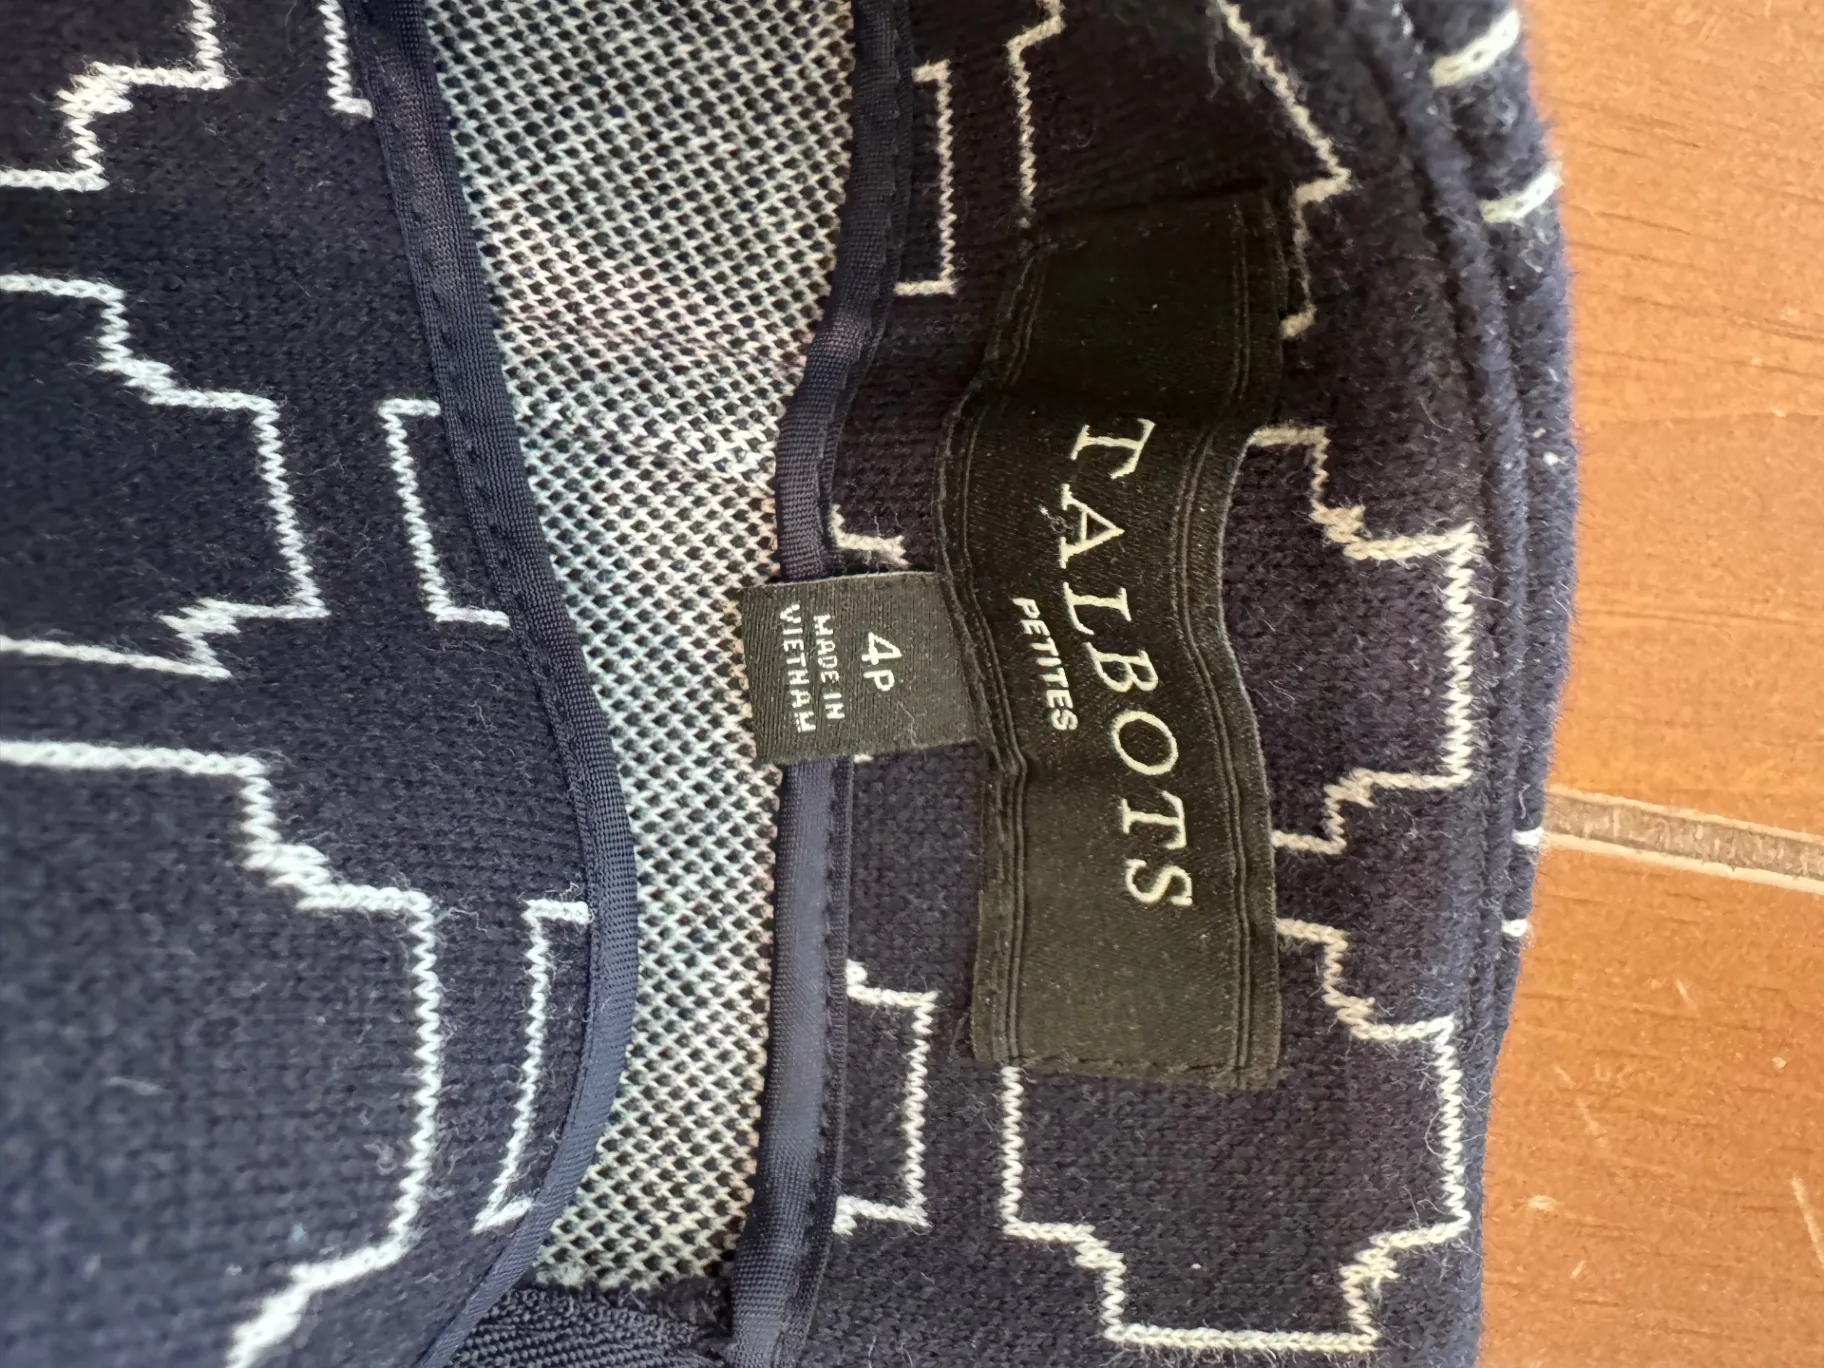 TALBOTS
PETITES
4P
MADE IN
VIETNAM